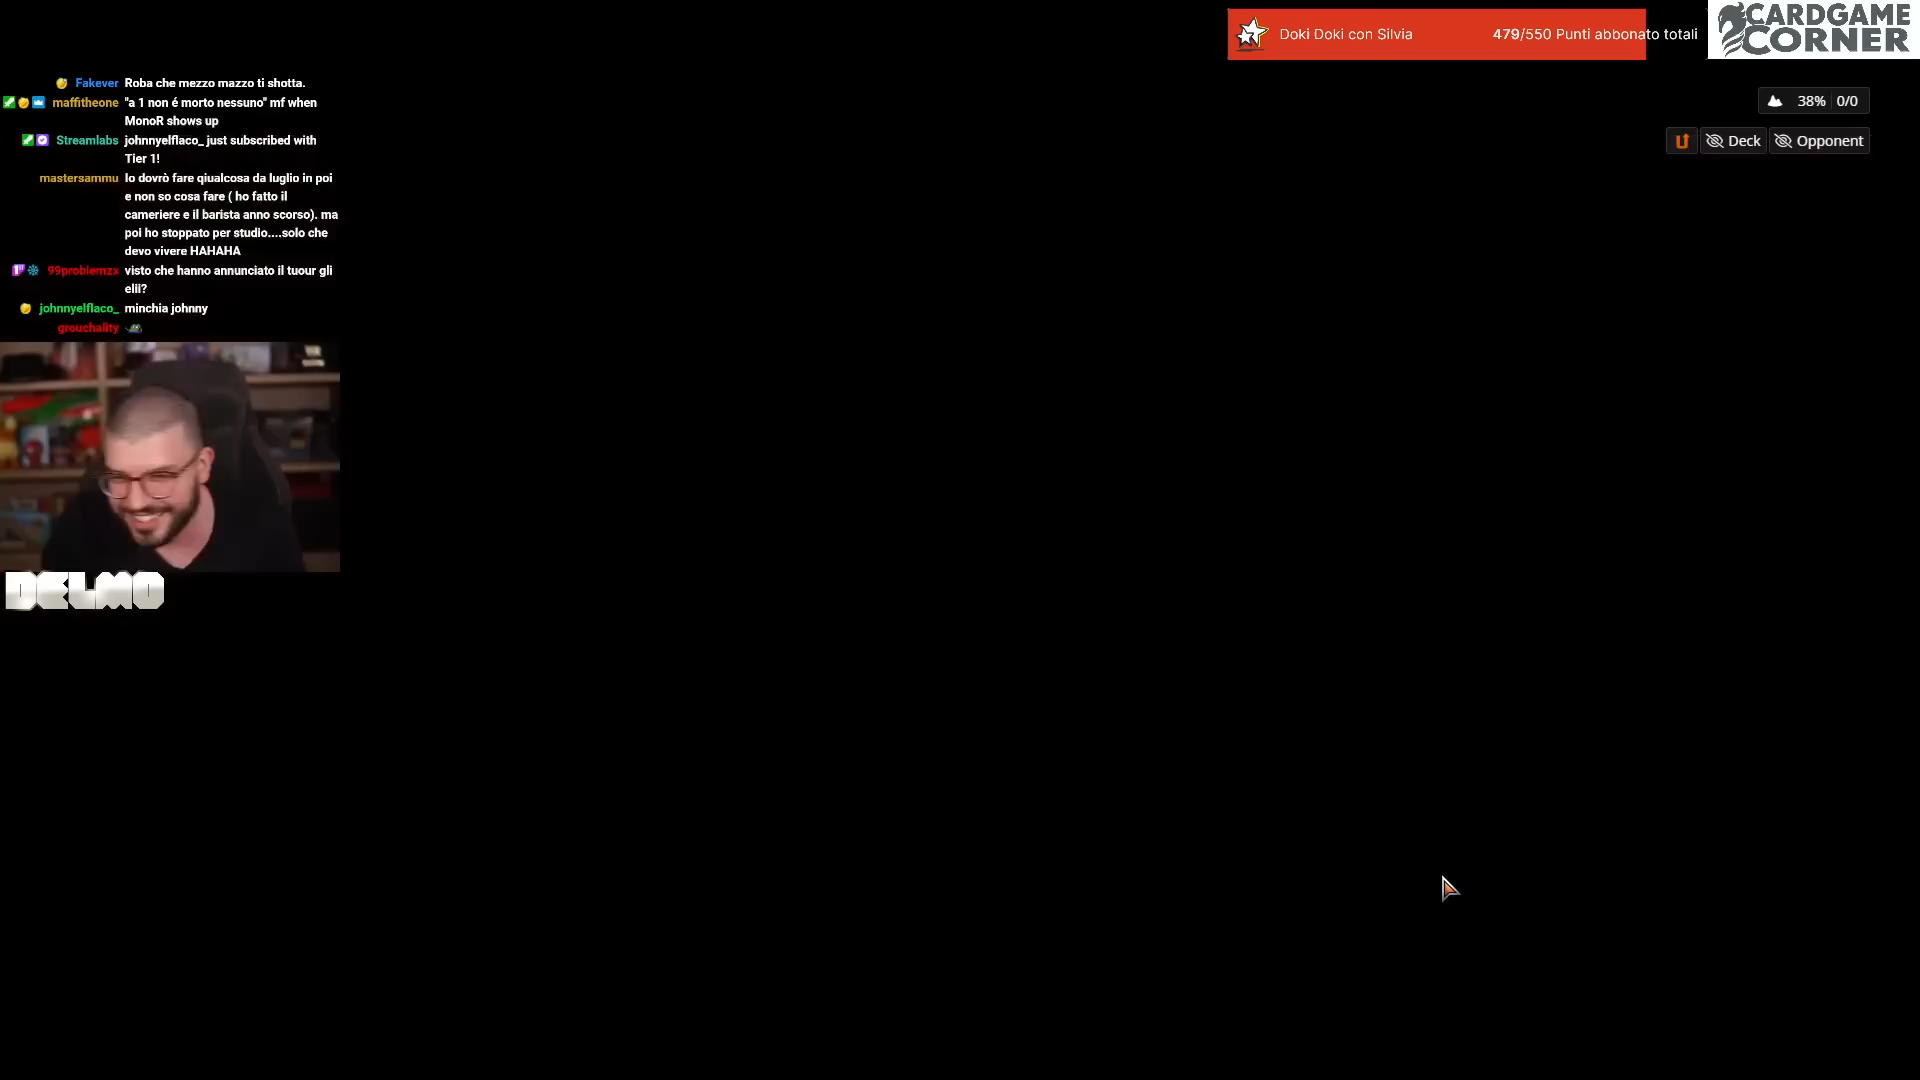 Doki Doki con Silvia 479/550 Punti abbonato totali
CARDGAME
CORNER
38% 0/0
Deck Opponent
Fakever Roba che mezzo mazzo ti shotta.
maffitheone "a 1 non é morto nessuno" mf when
MonoR shows up
Streamlabs johnnyelflaco_ just subscribed with
Tier 1!
mastersammu Io dovrò fare qiualcosa da luglio in poi
e non so cosa fare ( ho fatto il
cameriere e il barista anno scorso). ma
poi ho stoppato per studio....solo che
devo vivere HAHAHA
99problemzx visto che hanno annunciato il tuour gli
elii?
johnnyelflaco_ minchia johnny
grouchality
DELMO